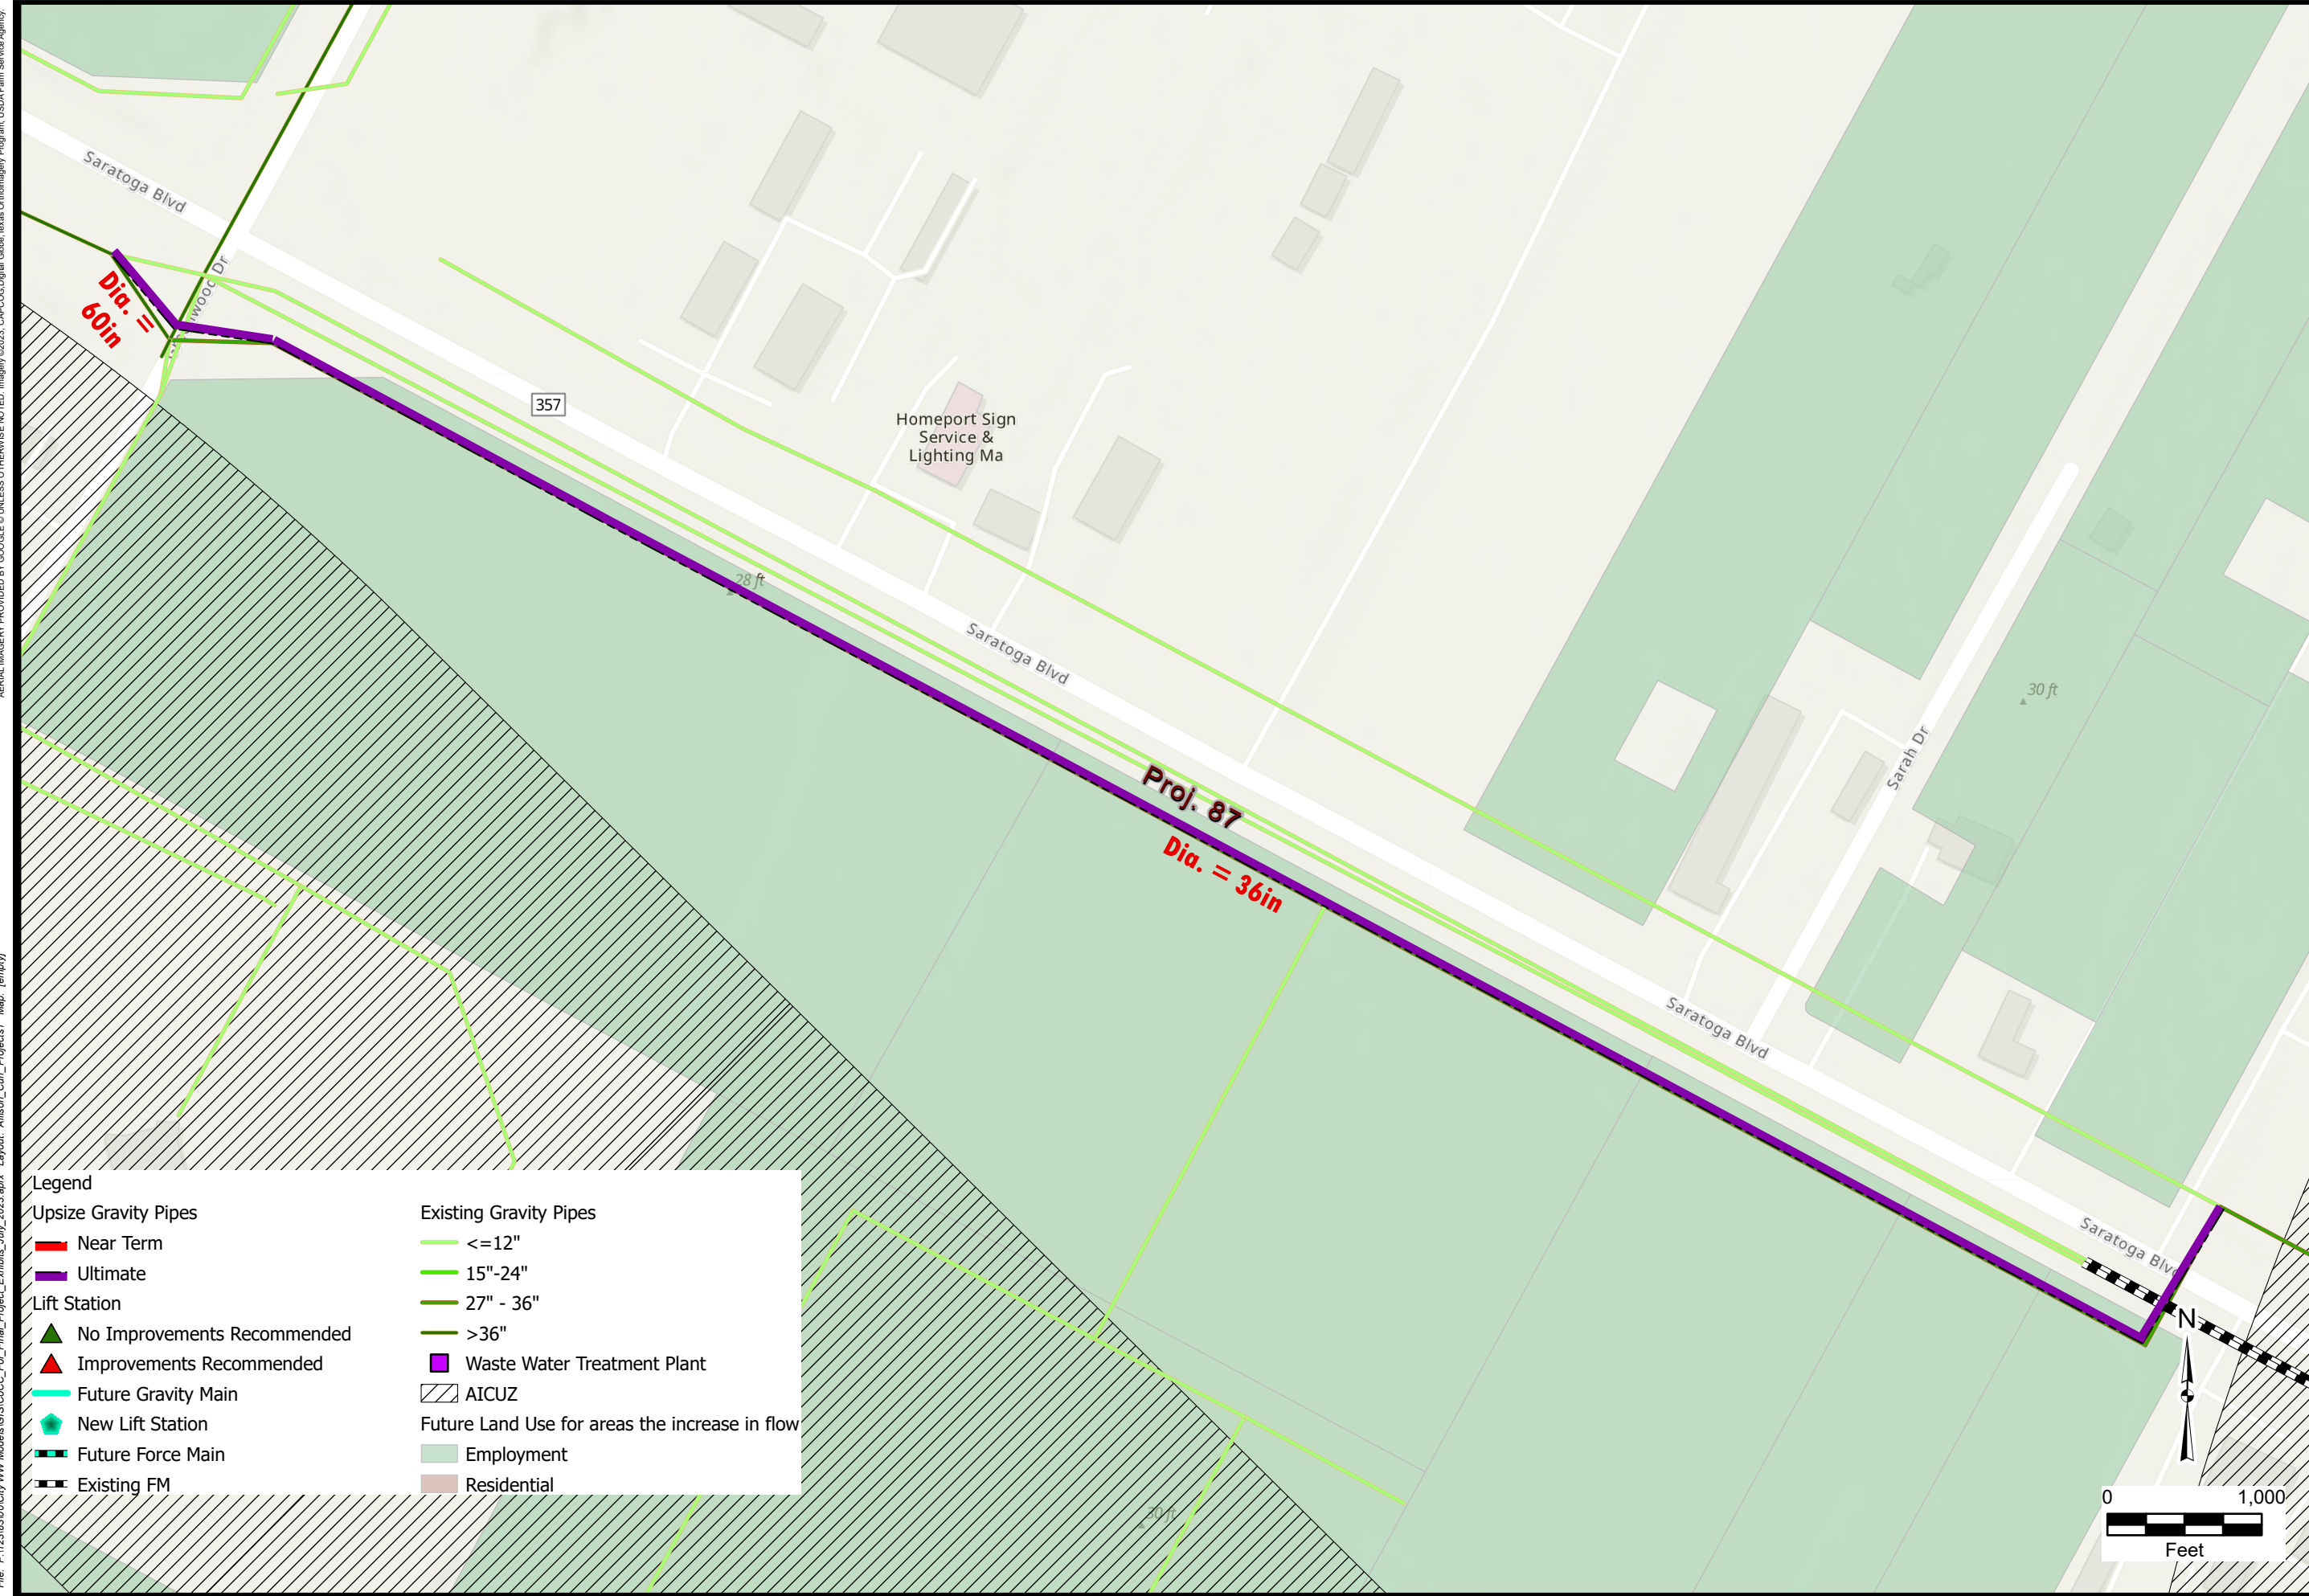 Saratoga Blvd
Dia. =
60in
357
Homeport Sign
Service &
Lighting Ma
28 ft
Saratoga Blvd
30 ft
Sarah Dr
Proj. 87
Dia. = 36in
Saratoga Blvd
Saratoga Blvd
N
30 ft
Legend
Upsize Gravity Pipes
Near Term
Ultimate
Lift Station
No Improvements Recommended
Improvements Recommended
Future Gravity Main
New Lift Station
Future Force Main
Existing FM
Existing Gravity Pipes
<=12"
15"-24"
27" - 36"
>36"
Waste Water Treatment Plant
AICUZ
Future Land Use for areas the increase in flow
Employment
Residential
0 1,000
Feet